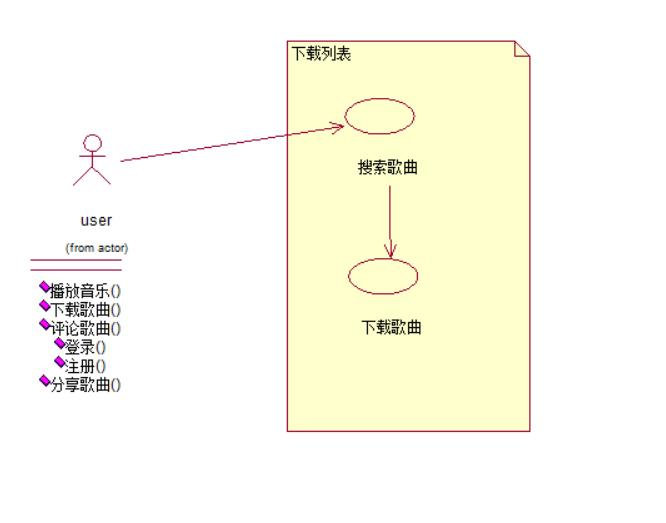 下载列表
搜索歌曲
user
(from actor)
播放音乐()
下载歌曲()
评论歌曲()
登录()
注册()
分享歌曲()
下载歌曲